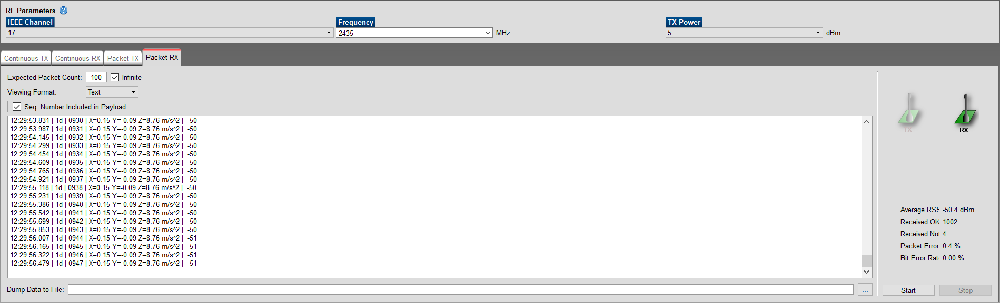 RF Parameters ?
IEEE Channel Frequency TX Power
17 2435 MHz 5 dBm
Continuous TX Continuous RX Packet TX Packet RX
Expected Packet Count: 100 Infinite
Viewing Format: Text
Seq. Number Included in Payload
12:29:53.831 | 1d | 0930 | X=0.15 Y=-0.09 Z=8.76 m/s^2 | -50
12:29:53.987 | 1d | 0931 | X=0.15 Y=-0.09 Z=8.76 m/s^2 | -50
12:29:54.145 | 1d | 0932 | X=0.15 Y=-0.09 Z=8.76 m/s^2 | -50
12:29:54.299 | 1d | 0933 | X=0.15 Y=-0.09 Z=8.76 m/s^2 | -50
12:29:54.454 | 1d | 0934 | X=0.15 Y=-0.09 Z=8.76 m/s^2 | -50
12:29:54.609 | 1d | 0935 | X=0.15 Y=-0.09 Z=8.76 m/s^2 | -50
12:29:54.765 | 1d | 0936 | X=0.15 Y=-0.09 Z=8.76 m/s^2 | -50
12:29:54.921 | 1d | 0937 | X=0.15 Y=-0.09 Z=8.76 m/s^2 | -50
12:29:55.118 | 1d | 0938 | X=0.15 Y=-0.09 Z=8.76 m/s^2 | -50
12:29:55.231 | 1d | 0939 | X=0.15 Y=-0.09 Z=8.76 m/s^2 | -50
12:29:55.386 | 1d | 0940 | X=0.15 Y=-0.09 Z=8.76 m/s^2 | -50
12:29:55.542 | 1d | 0941 | X=0.15 Y=-0.09 Z=8.76 m/s^2 | -50
12:29:55.699 | 1d | 0942 | X=0.15 Y=-0.09 Z=8.76 m/s^2 | -50
12:29:55.853 | 1d | 0943 | X=0.15 Y=-0.09 Z=8.76 m/s^2 | -50
12:29:56.007 | 1d | 0944 | X=0.15 Y=-0.09 Z=8.76 m/s^2 | -51
12:29:56.165 | 1d | 0945 | X=0.15 Y=-0.09 Z=8.76 m/s^2 | -51
12:29:56.322 | 1d | 0946 | X=0.15 Y=-0.09 Z=8.76 m/s^2 | -51
12:29:56.479 | 1d | 0947 | X=0.15 Y=-0.09 Z=8.76 m/s^2 | -51
Dump Data to File: ...
TX RX
Average RSS -50.4 dBm
Received OK 1002
Received No 4
Packet Error 0.4 %
Bit Error Rat 0.00 %
Start Stop